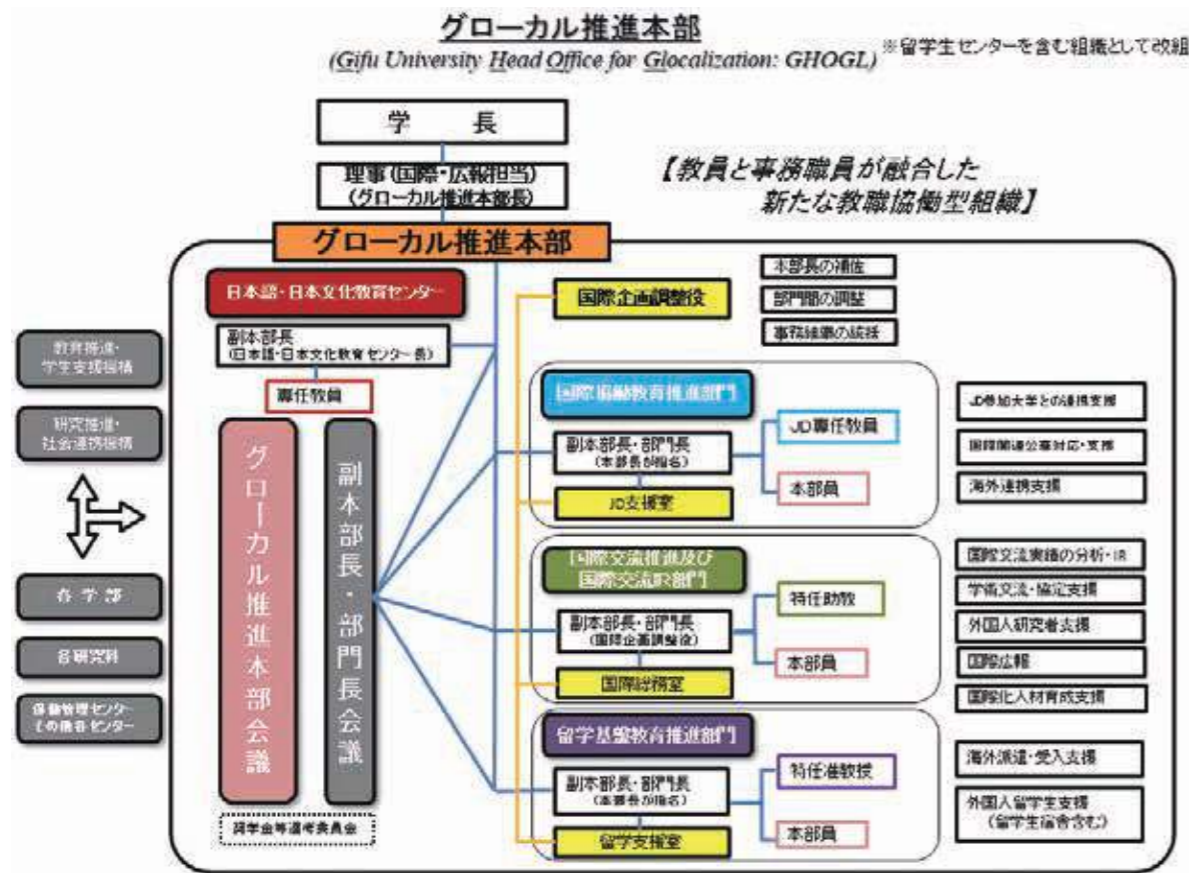 グローカル推進本部
(Gifu University Head Office for Glocalization: GHOGL)
※留学生センターを含む組織として改組
学 長
理事(国際・広報担当)
(グローカル推進本部長)
【教員と事務職員が融合した
新たな教職協働型組織】
グローカル推進本部
日本語・日本文化教育センター
副本部長
(日本語・日本文化教育センター長)
専任教員
グローカル推進本部会議
副本部長・部門長会議
奨学金等選考委員会
教育推進・
学生支援機構
研究推進・
社会連携機構
各学部
各研究科
保健管理センター
その他各センター
国際企画調整役
本部長の補佐
部門間の調整
事務組織の統括
国際協働教育推進部門
副本部長・部門長
(本部長が指名)
JD支援室
JD専任教員
本部員
JD参加大学との連携支援
国際関連公募対応・支援
海外連携支援
国際交流推進及び
国際交流IR部門
副本部長・部門長
(国際企画調整役)
国際総務室
特任助教
本部員
国際交流実績の分析・IR
学術交流・協定支援
外国人研究者支援
国際広報
国際化人材育成支援
留学基盤教育推進部門
副本部長・部門長
(本部長が指名)
留学支援室
特任准教授
本部員
海外派遣・受入支援
外国人留学生支援
(留学生宿舎含む)